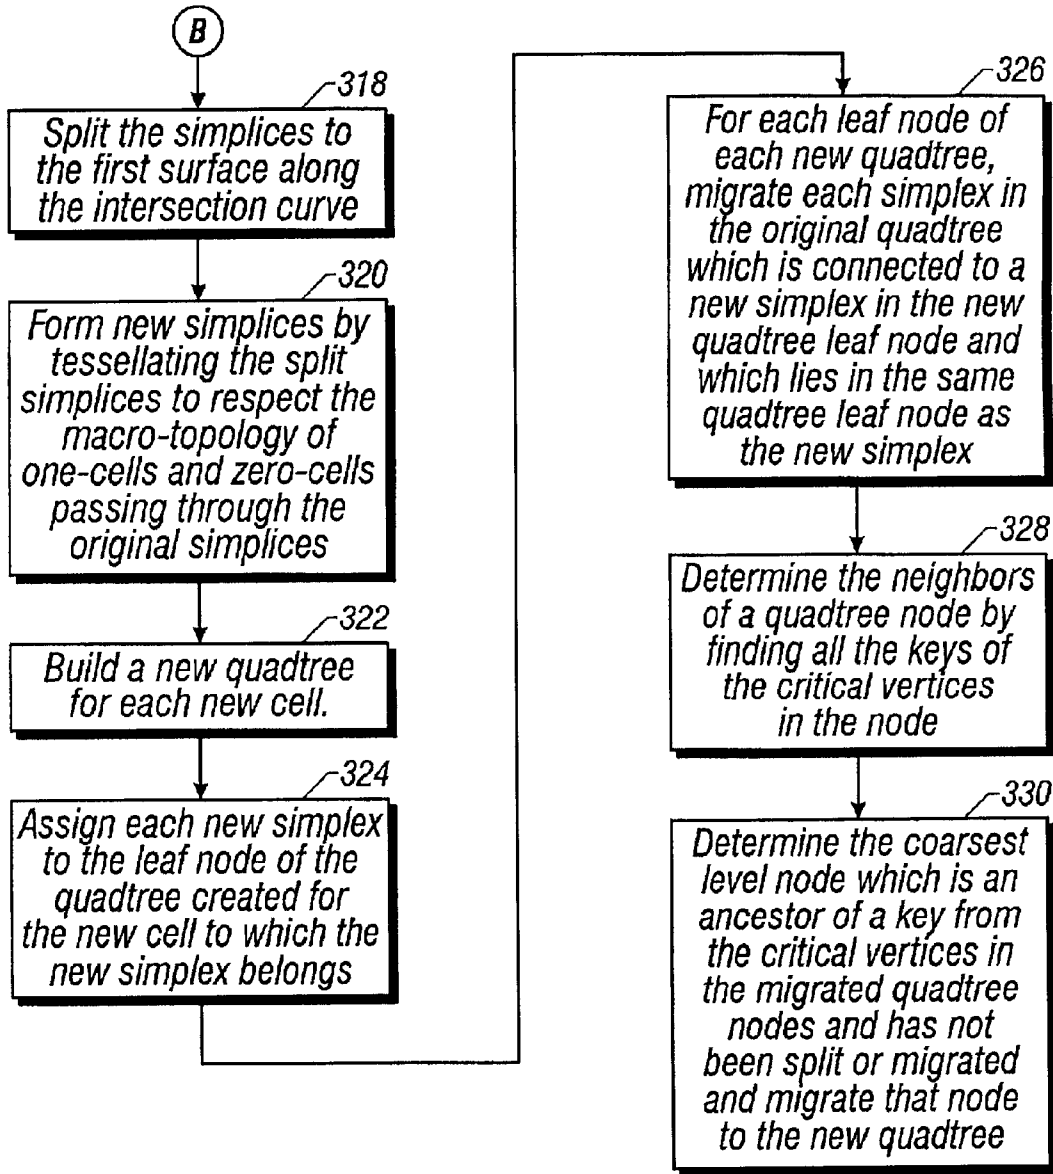 B
318
Split the simplices to
the first surface along
the intersection curve
320
Form new simplices by
tessellating the split
simplices to respect the
macro-topology of
one-cells and zero-cells
passing through the
original simplices
322
Build a new quadtree
for each new cell.
324
Assign each new simplex
to the leaf node of the
quadtree created for
the new cell to which the
new simplex belongs
326
For each leaf node of
each new quadtree,
migrate each simplex in
the original quadtree
which is connected to a
new simplex in the new
quadtree leaf node and
which lies in the same
quadtree leaf node as
the new simplex
328
Determine the neighbors
of a quadtree node by
finding all the keys of
the critical vertices
in the node
330
Determine the coarsest
level node which is an
ancestor of a key from
the critical vertices in
the migrated quadtree
nodes and has not
been split or migrated
and migrate that node
to the new quadtree